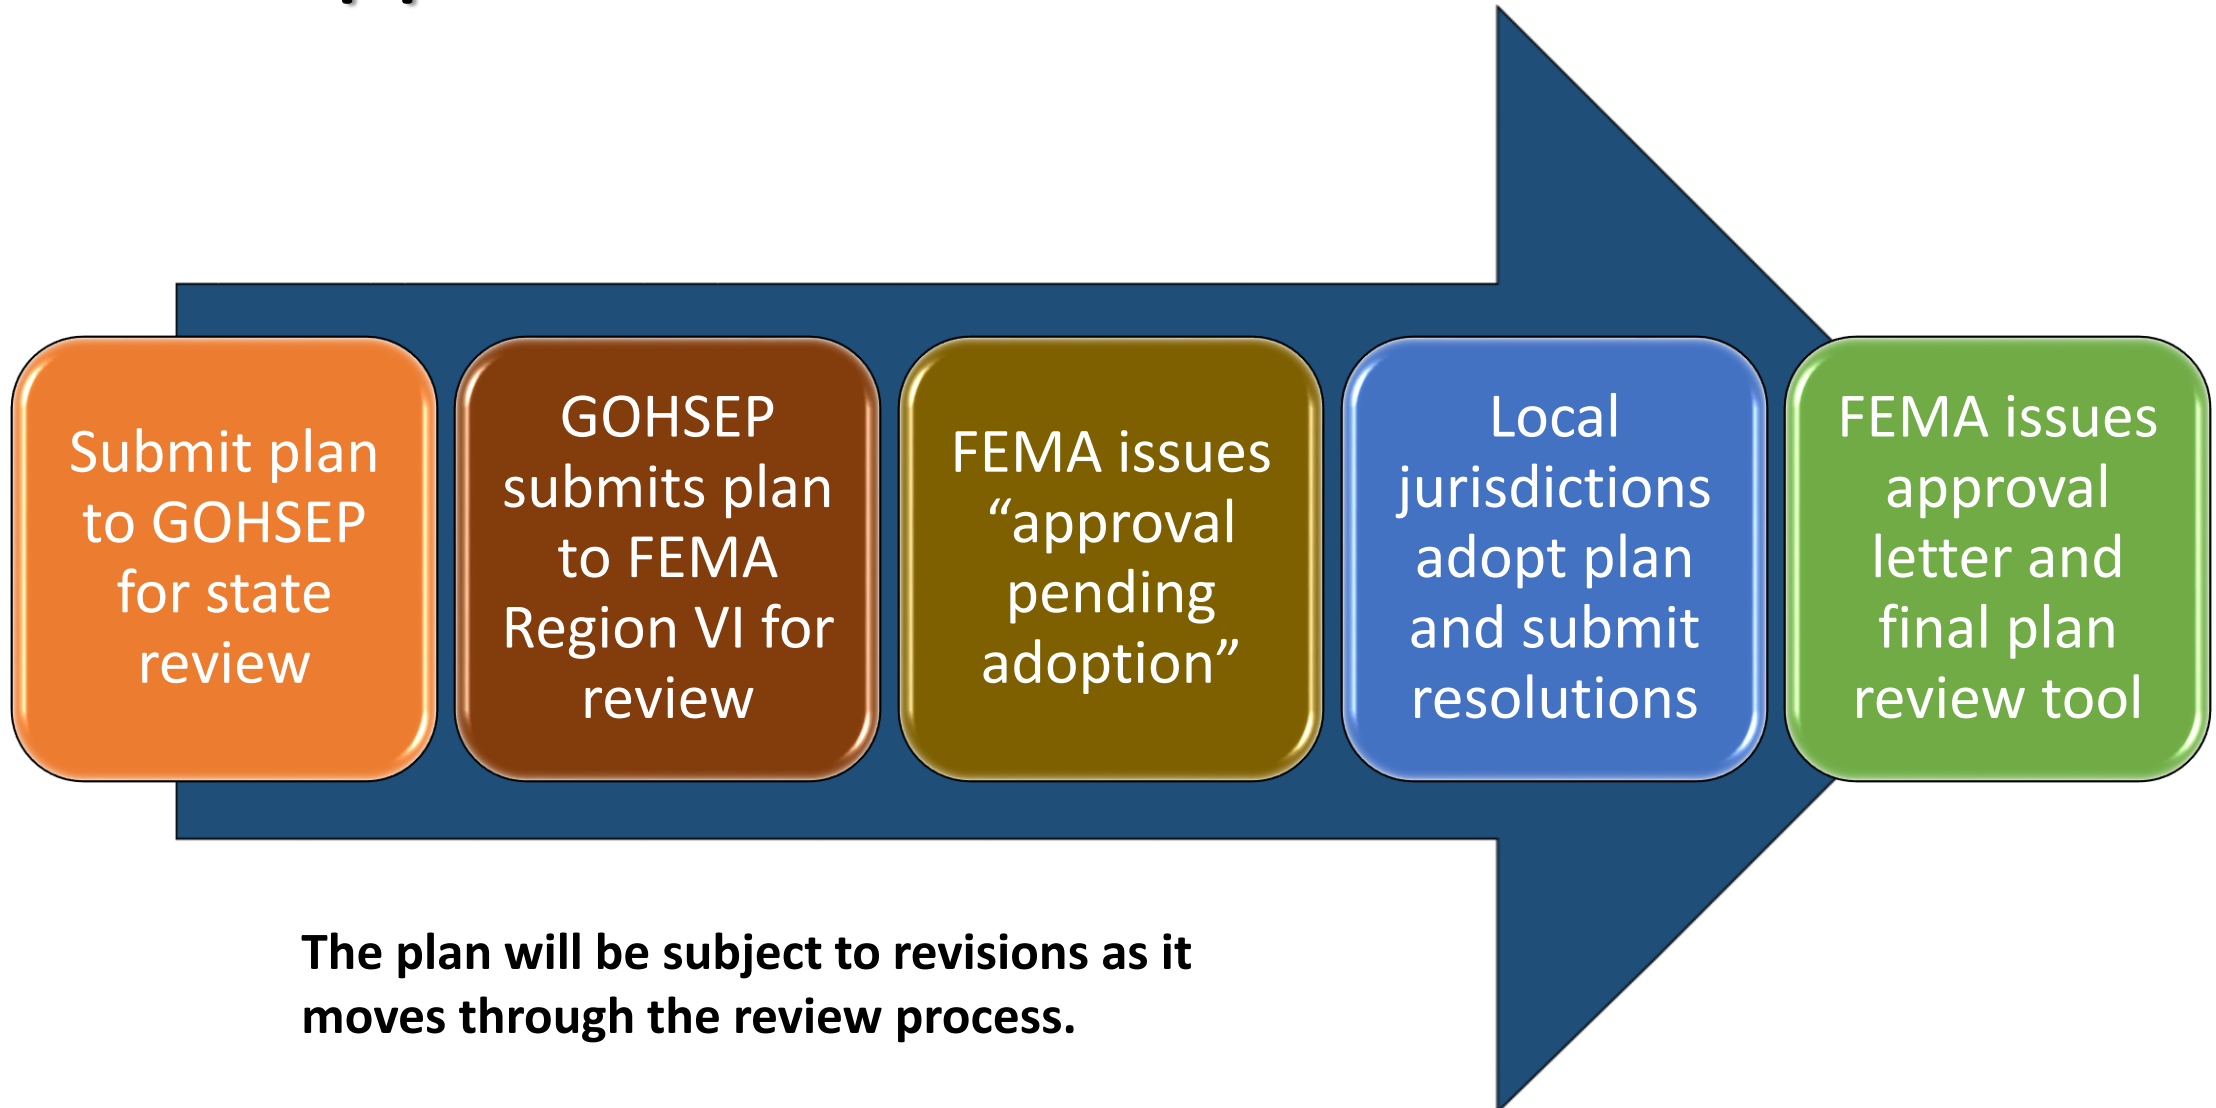 Submit plan
to GOHSEP
for state
review
GOHSEP
submits plan
to FEMA
Region VI for
review
FEMA issues
“approval
pending
adoption”
Local
jurisdictions
adopt plan
and submit
resolutions
FEMA issues
approval
letter and
final plan
review tool
The plan will be subject to revisions as it
moves through the review process.